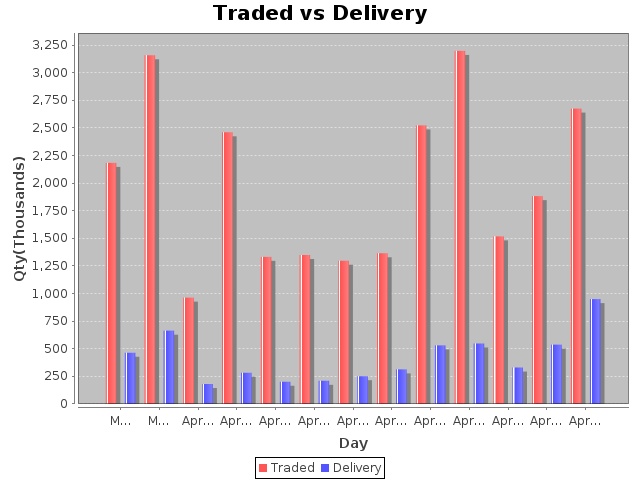 Traded vs Delivery
Qty(Thousands)
3,250
3,000
2,750
2,500
2,250
2,000
1,750
1,500
1,250
1,000
750
500
250
0
M... M... Apr... Apr... Apr... Apr... Apr... Apr... Apr... Apr... Apr... Apr... Apr...
Day
Traded Delivery